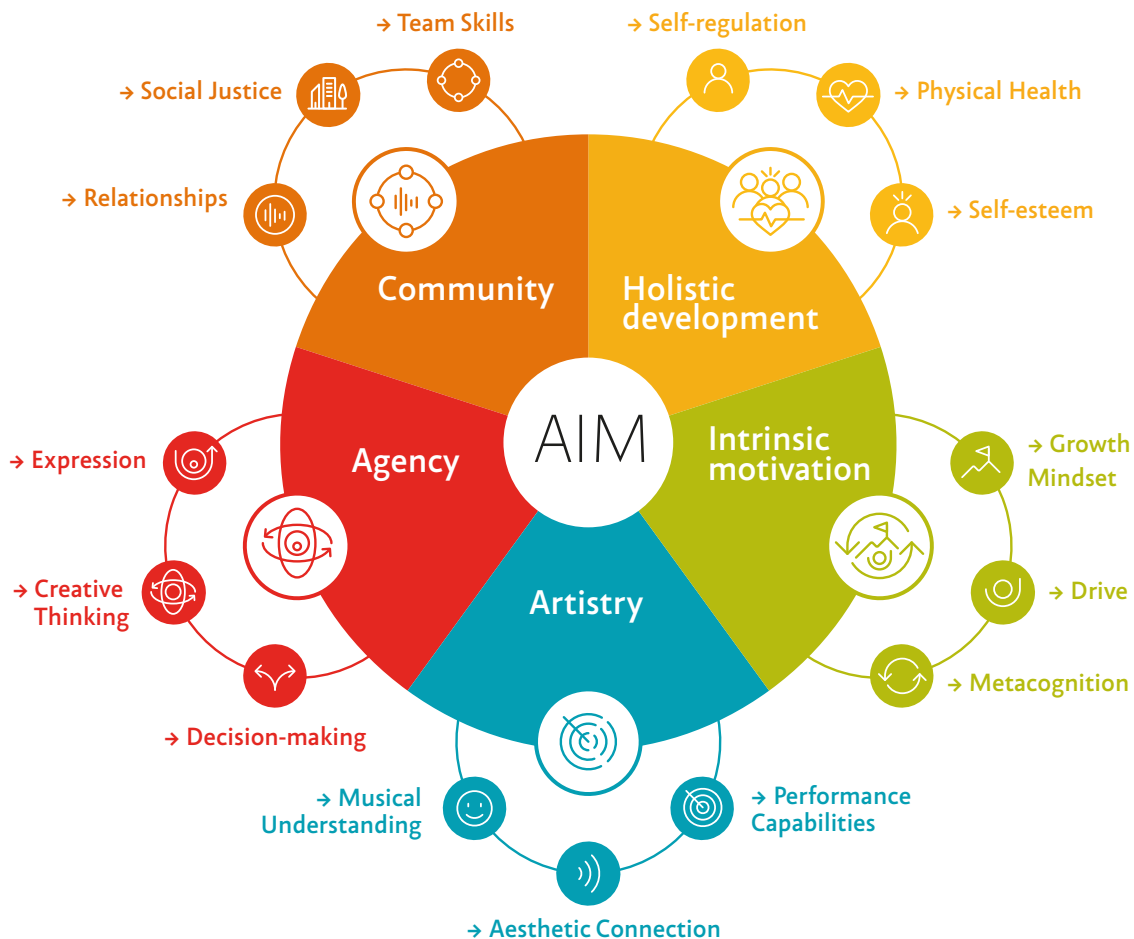 → Team Skills
→ Self-regulation
→ Social Justice
→ Physical Health
→ Relationships
→ Self-esteem
Community
Holistic
development
AIM
Agency
Intrinsic
motivation
→ Expression
→ Growth
Mindset
→ Creative
Thinking
→ Drive
Artistry
→ Metacognition
→ Decision-making
→ Musical
Understanding
→ Performance
Capabilities
→ Aesthetic Connection